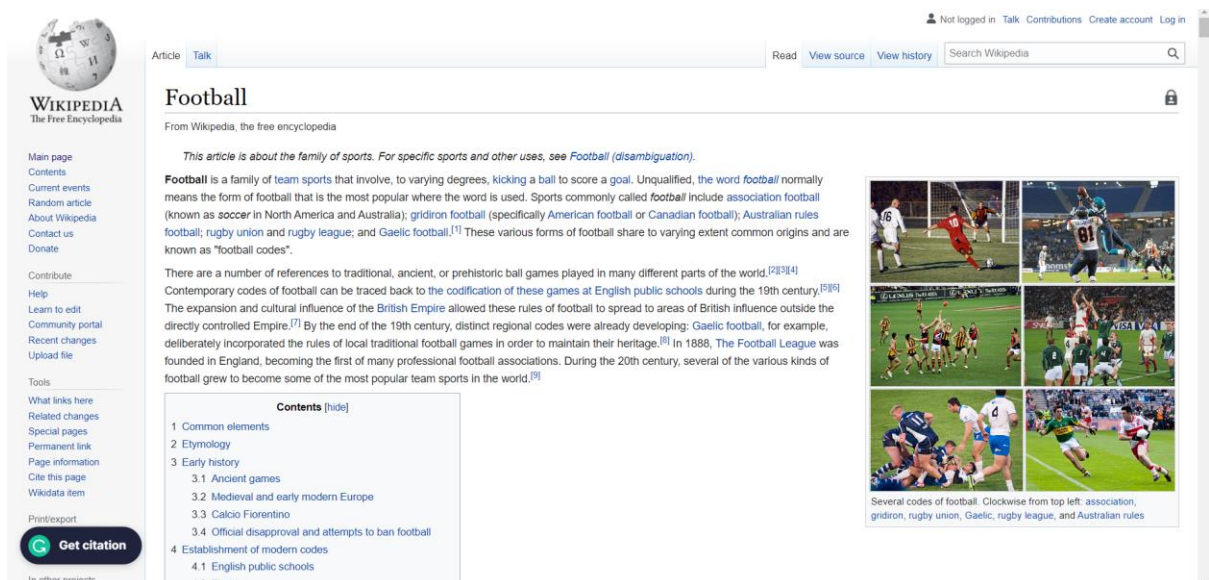 Not logged in Talk Contributions Create account Log in
Article Talk
Read View source View history Search Wikipedia
WIKIPEDIA
The Free Encyclopedia
Football
From Wikipedia, the free encyclopedia
Main page
Contents
Current events
Random article
About Wikipedia
Contact us
Donate
Contribute
Help
Learn to edit
Community portal
Recent changes
Upload file
Tools
What links here
Related changes
Special pages
Permanent link
Page information
Cite this page
Wikidata item
Print/export
Get citation
In other projects
This article is about the family of sports. For specific sports and other uses, see Football (disambiguation).
Football is a family of team sports that involve, to varying degrees, kicking a ball to score a goal. Unqualified, the word football normally
means the form of football that is the most popular where the word is used. Sports commonly called football include association football
(known as soccer in North America and Australia); gridiron football (specifically American football or Canadian football); Australian rules
football; rugby union and rugby league; and Gaelic football.[1] These various forms of football share to varying extent common origins and are
known as "football codes".
There are a number of references to traditional, ancient, or prehistoric ball games played in many different parts of the world.[2][3][4]
Contemporary codes of football can be traced back to the codification of these games at English public schools during the 19th century.[5][6]
The expansion and cultural influence of the British Empire allowed these rules of football to spread to areas of British influence outside the
directly controlled Empire.[7] By the end of the 19th century, distinct regional codes were already developing: Gaelic football, for example,
deliberately incorporated the rules of local traditional football games in order to maintain their heritage.[8] In 1888, The Football League was
founded in England, becoming the first of many professional football associations. During the 20th century, several of the various kinds of
football grew to become some of the most popular team sports in the world.[9]
Contents [hide]
1 Common elements
2 Etymology
3 Early history
3.1 Ancient games
3.2 Medieval and early modern Europe
3.3 Calcio Fiorentino
3.4 Official disapproval and attempts to ban football
4 Establishment of modern codes
4.1 English public schools
16
10
81
VISA
4
Several codes of football. Clockwise from top left: association,
gridiron, rugby union, Gaelic, rugby league, and Australian rules